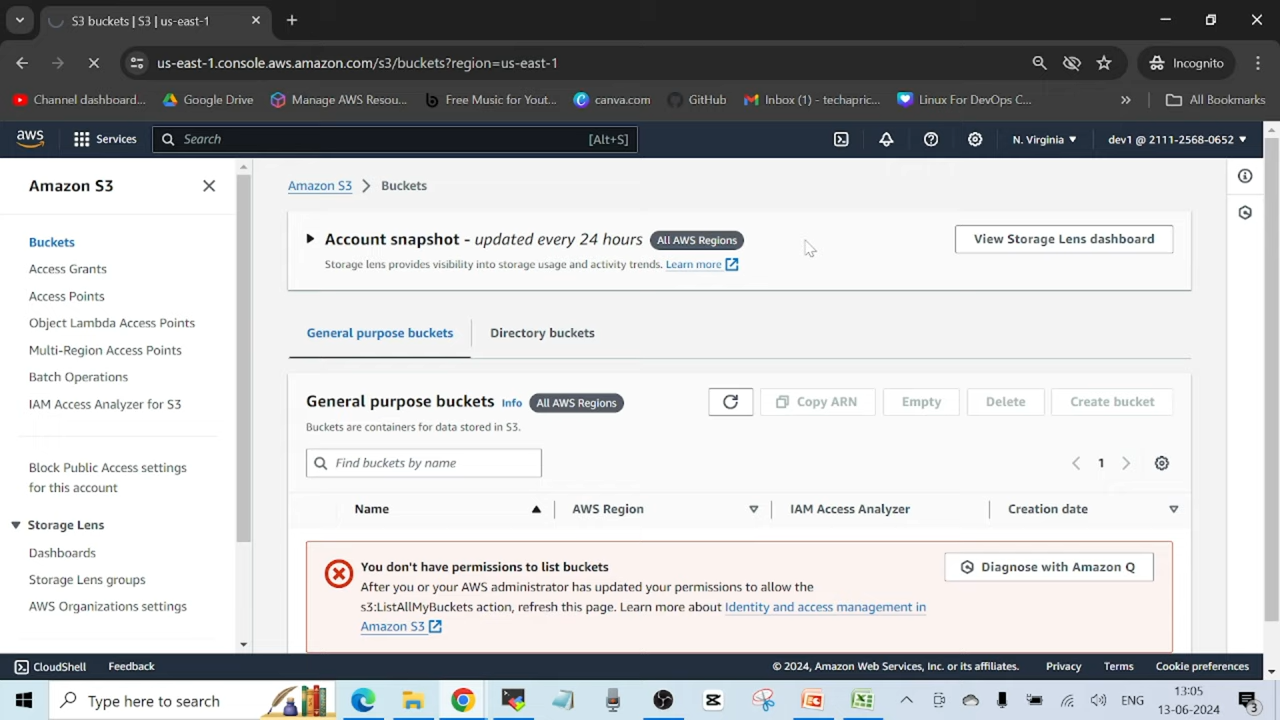 S3 buckets | S3 | us-east-1
us-east-1.console.aws.amazon.com/s3/buckets?region=us-east-1
Incognito
Channel dashboard...
Google Drive
Manage AWS Resou...
Free Music for Yout...
canva.com
GitHub
Inbox (1) - techapric...
Linux For DevOps C...
All Bookmarks
aws
Services
Search
[Alt+S]
N. Virginia
dev1 @ 2111-2568-0652
Amazon S3
Buckets
Access Grants
Access Points
Object Lambda Access Points
Multi-Region Access Points
Batch Operations
IAM Access Analyzer for S3
Block Public Access settings
for this account
Storage Lens
Dashboards
Storage Lens groups
AWS Organizations settings
Amazon S3 > Buckets
Account snapshot - updated every 24 hours All AWS Regions
View Storage Lens dashboard
Storage lens provides visibility into storage usage and activity trends. Learn more
General purpose buckets
Directory buckets
General purpose buckets Info All AWS Regions
Copy ARN
Empty
Delete
Create bucket
Buckets are containers for data stored in S3.
Find buckets by name
1
Name
AWS Region
IAM Access Analyzer
Creation date
You don't have permissions to list buckets
After you or your AWS administrator has updated your permissions to allow the
s3:ListAllMyBuckets action, refresh this page. Learn more about Identity and access management in
Amazon S3
Diagnose with Amazon Q
CloudShell
Feedback
© 2024, Amazon Web Services, Inc. or its affiliates.
Privacy
Terms
Cookie preferences
Type here to search
ENG
13:05
13-06-2024
3